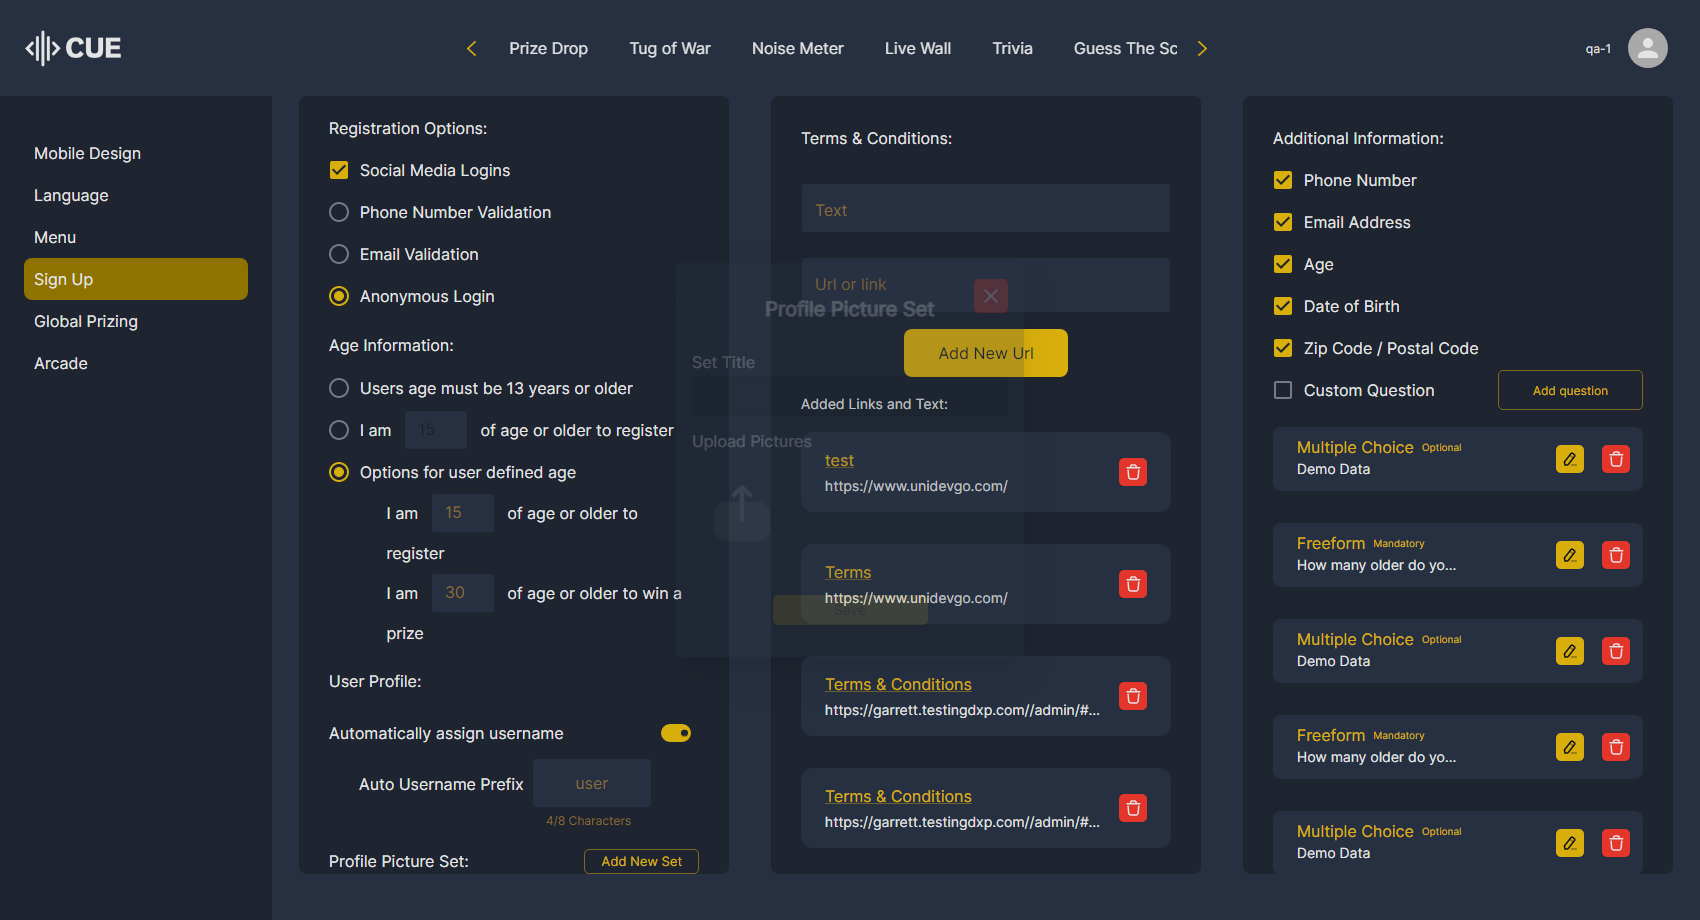 CUE
Prize Drop
Tug of War
Noise Meter
Live Wall
Trivia
Guess The Sc
qa-1
Mobile Design
Language
Menu
Sign Up
Global Prizing
Arcade
Registration Options:
Social Media Logins
Phone Number Validation
Email Validation
Anonymous Login
Age Information:
Users age must be 13 years or older
I am 15 of age or older to register
Options for user defined age
I am 15 of age or older to
register
I am 30 of age or older to win a
prize
User Profile:
Automatically assign username
Auto Username Prefix user
4/8 Characters
Profile Picture Set: Add New Set
Terms & Conditions:
Text
Url or link
Add New Url
Added Links and Text:
test
https://www.unidevgo.com/
Terms
https://www.unidevgo.com/
Terms & Conditions
https://garrett.testingdxp.com//admin/#...
Terms & Conditions
https://garrett.testingdxp.com//admin/#...
Profile Picture Set
Set Title
Upload Pictures
Save
Additional Information:
Phone Number
Email Address
Age
Date of Birth
Zip Code / Postal Code
Custom Question Add question
Multiple Choice Optional
Demo Data
Freeform Mandatory
How many older do yo...
Multiple Choice Optional
Demo Data
Freeform Mandatory
How many older do yo...
Multiple Choice Optional
Demo Data